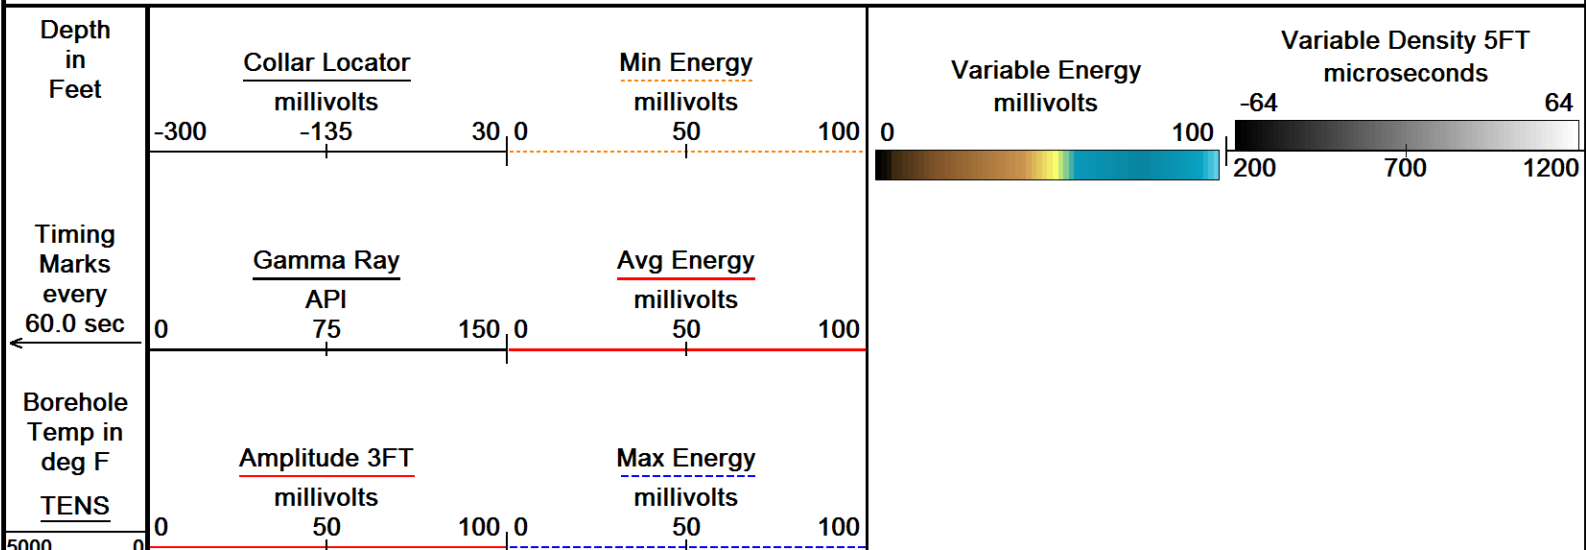 Depth
in
Feet
Timing
Marks
every
60.0 sec
Borehole
Temp in
deg F
TENS
5000 0
Collar Locator
millivolts
-300 -135 30
Gamma Ray
API
0 75 150
Amplitude 3FT
millivolts
0 50 100
Min Energy
millivolts
0 50 100
Avg Energy
millivolts
0 50 100
Max Energy
millivolts
0 50 100
Variable Energy
millivolts
0 100
Variable Density 5FT
microseconds
-64 64
200 700 1200